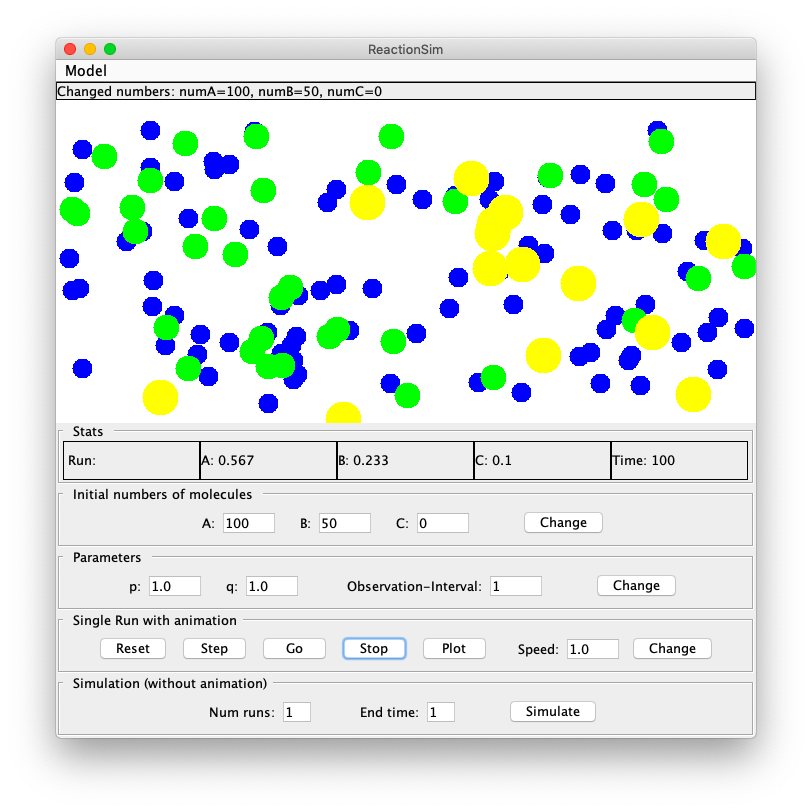 ReactionSim
Model
Changed numbers: numA=100, numB=50, numC=0
Stats
Run: A: 0.567 B: 0.233 C: 0.1 Time: 100
Initial numbers of molecules
A: 100 B: 50 C: 0 Change
Parameters
p: 1.0 q: 1.0 Observation-Interval: 1 Change
Single Run with animation
Reset Step Go Stop Plot Speed: 1.0 Change
Simulation (without animation)
Num runs: 1 End time: 1 Simulate